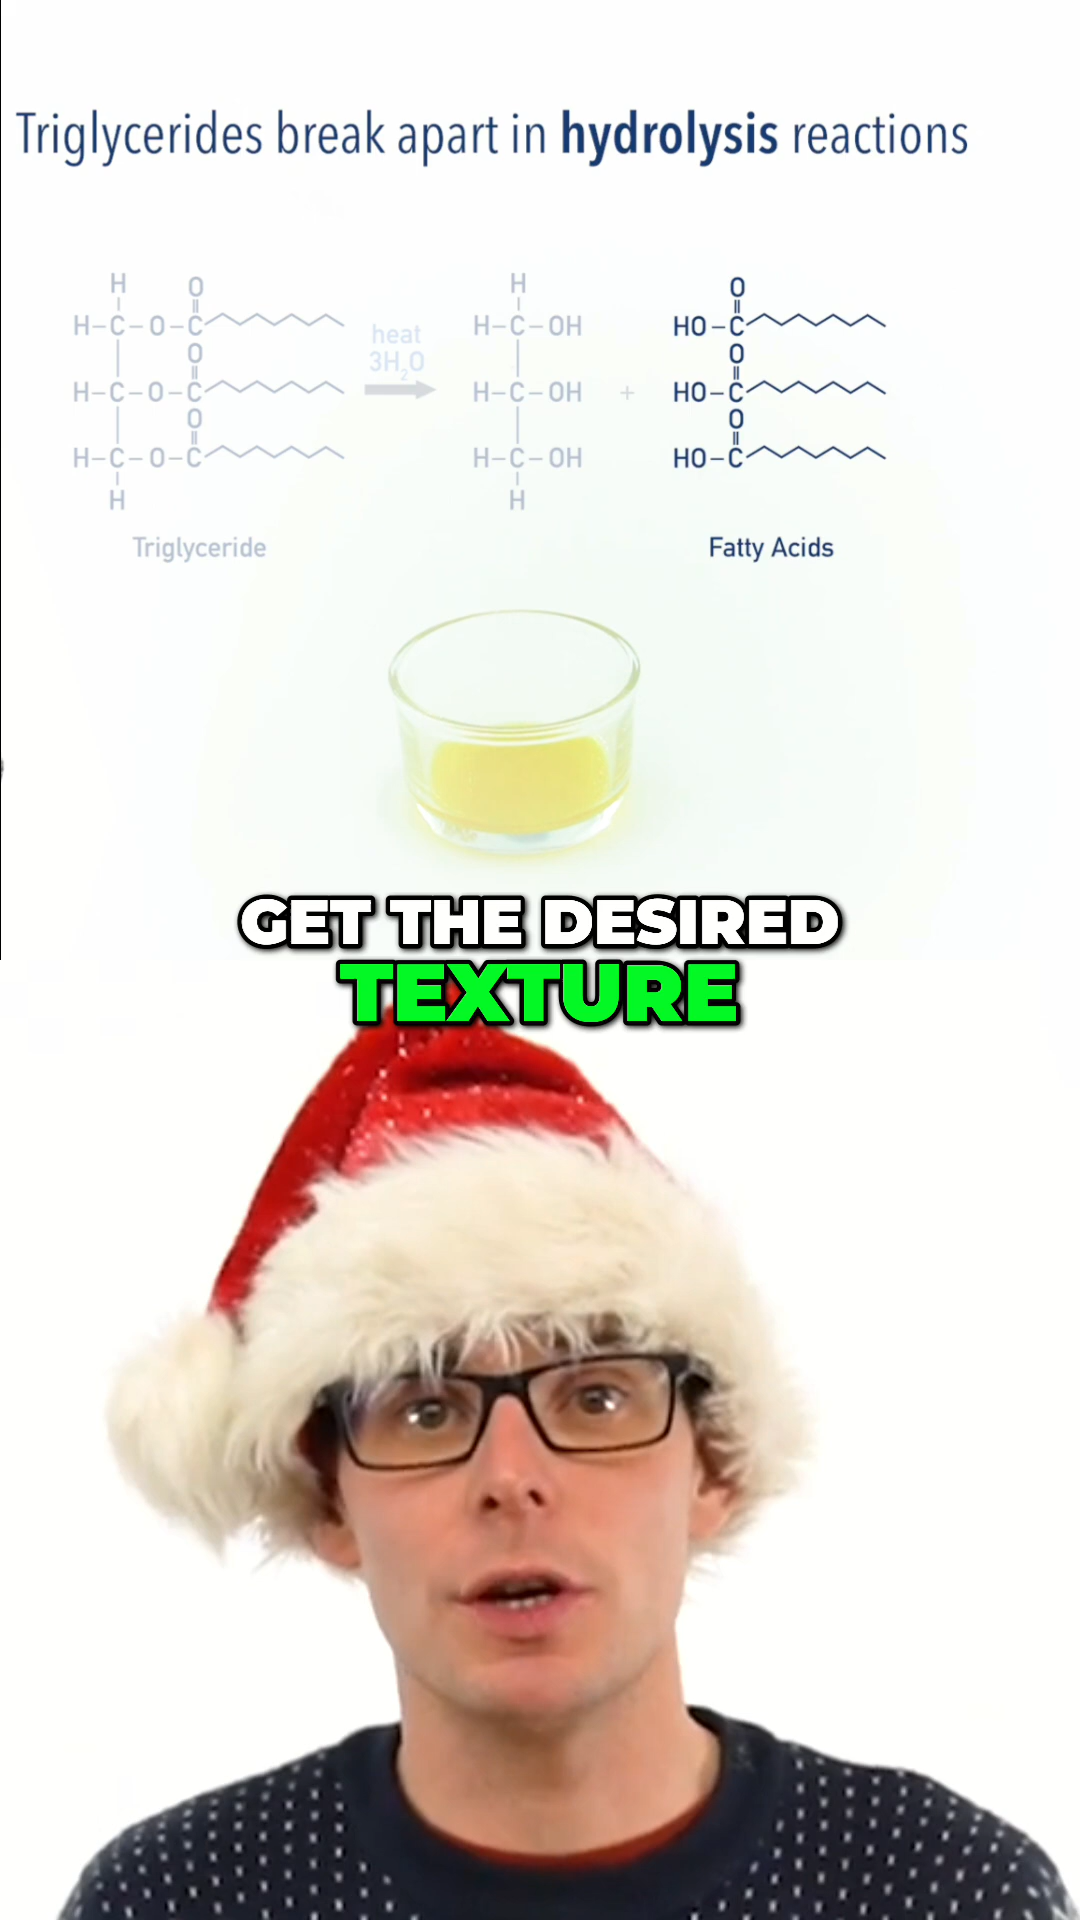 Triglycerides break apart in hydrolysis reactions
H
O
H
O
H-C-O-C
heat
H-C-OH
HO-C
O
3H₂O
O
H-C-O-C
H-C-OH
+
HO-C
O
O
H-C-O-C
H-C-OH
HO-C
H
H
Triglyceride
Fatty Acids
GET THE DESIRED
TEXTURE